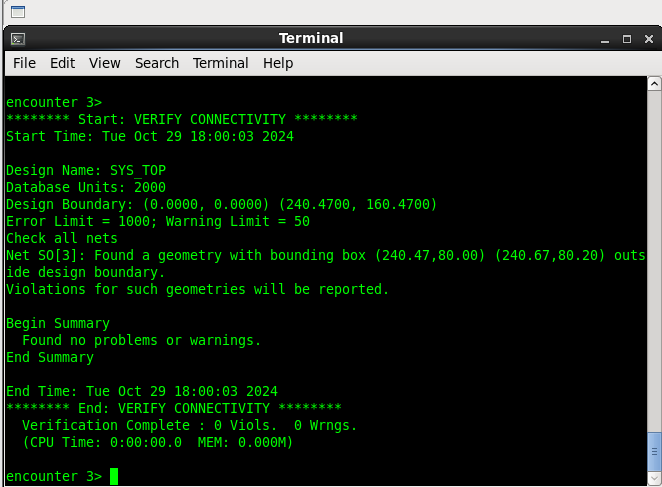 Terminal
File Edit View Search Terminal Help
encounter 3>
******** Start: VERIFY CONNECTIVITY ********
Start Time: Tue Oct 29 18:00:03 2024
Design Name: SYS_TOP
Database Units: 2000
Design Boundary: (0.0000, 0.0000) (240.4700, 160.4700)
Error Limit = 1000; Warning Limit = 50
Check all nets
Net SO[3]: Found a geometry with bounding box (240.47,80.00) (240.67,80.20) outs
ide design boundary.
Violations for such geometries will be reported.
Begin Summary
  Found no problems or warnings.
End Summary
End Time: Tue Oct 29 18:00:03 2024
******** End: VERIFY CONNECTIVITY ********
  Verification Complete : 0 Viols.  0 Wrngs.
  (CPU Time: 0:00:00.0  MEM: 0.000M)
encounter 3>